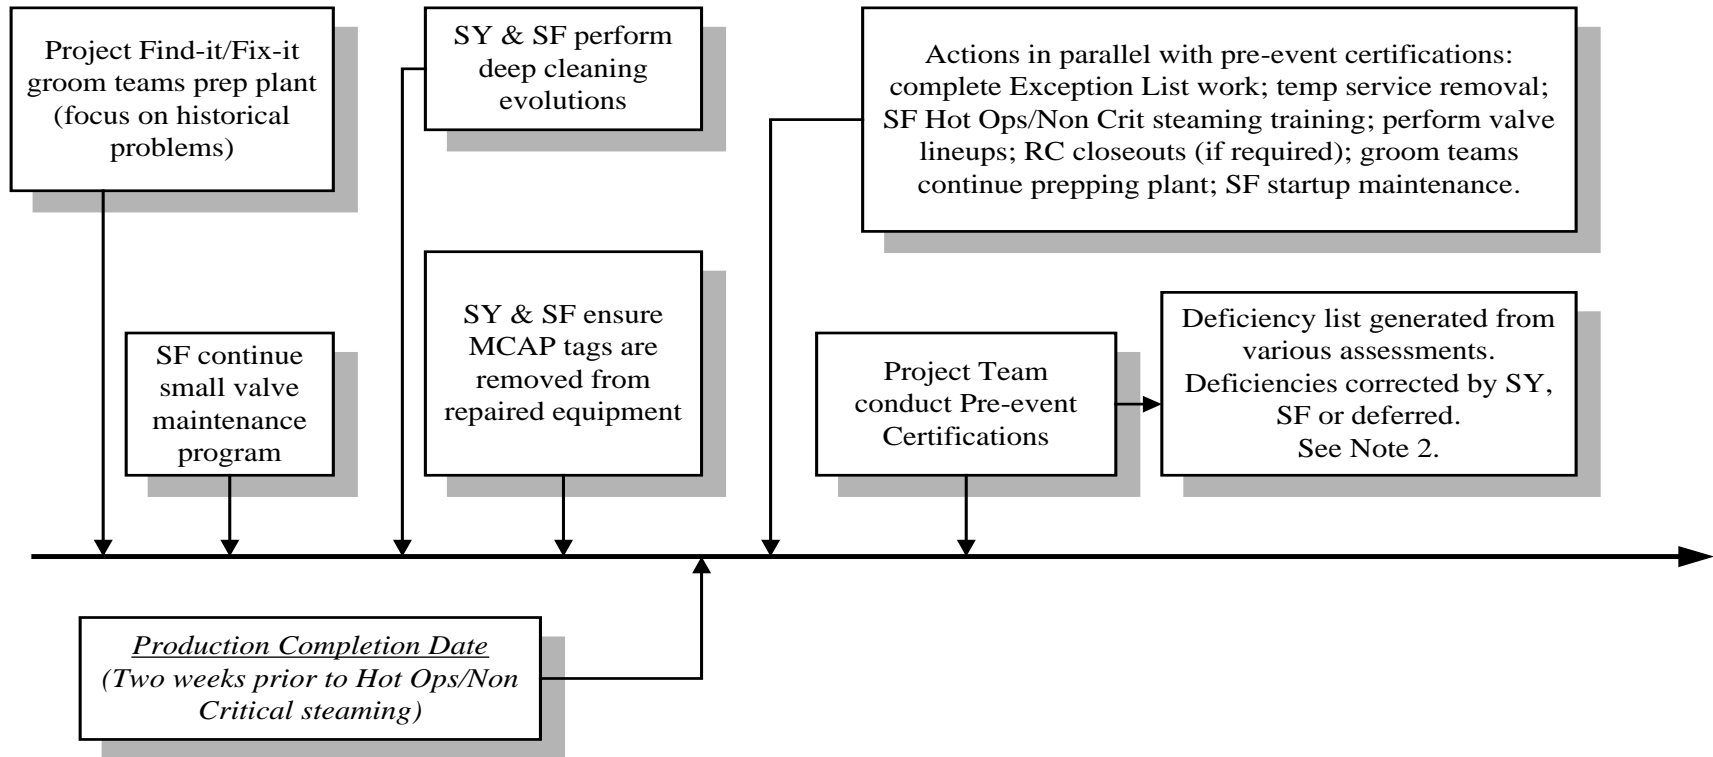 Project Find-it/Fix-it
groom teams prep plant
(focus on historical
problems)
SY & SF perform
deep cleaning
evolutions
Actions in parallel with pre-event certifications:
complete Exception List work; temp service removal;
SF Hot Ops/Non Crit steaming training; perform valve
lineups; RC closeouts (if required); groom teams
continue prepping plant; SF startup maintenance.
SF continue
small valve
maintenance
program
SY & SF ensure
MCAP tags are
removed from
repaired equipment
Project Team
conduct Pre-event
Certifications
Deficiency list generated from
various assessments.
Deficiencies corrected by SY,
SF or deferred.
See Note 2.
Production Completion Date
(Two weeks prior to Hot Ops/Non
Critical steaming)